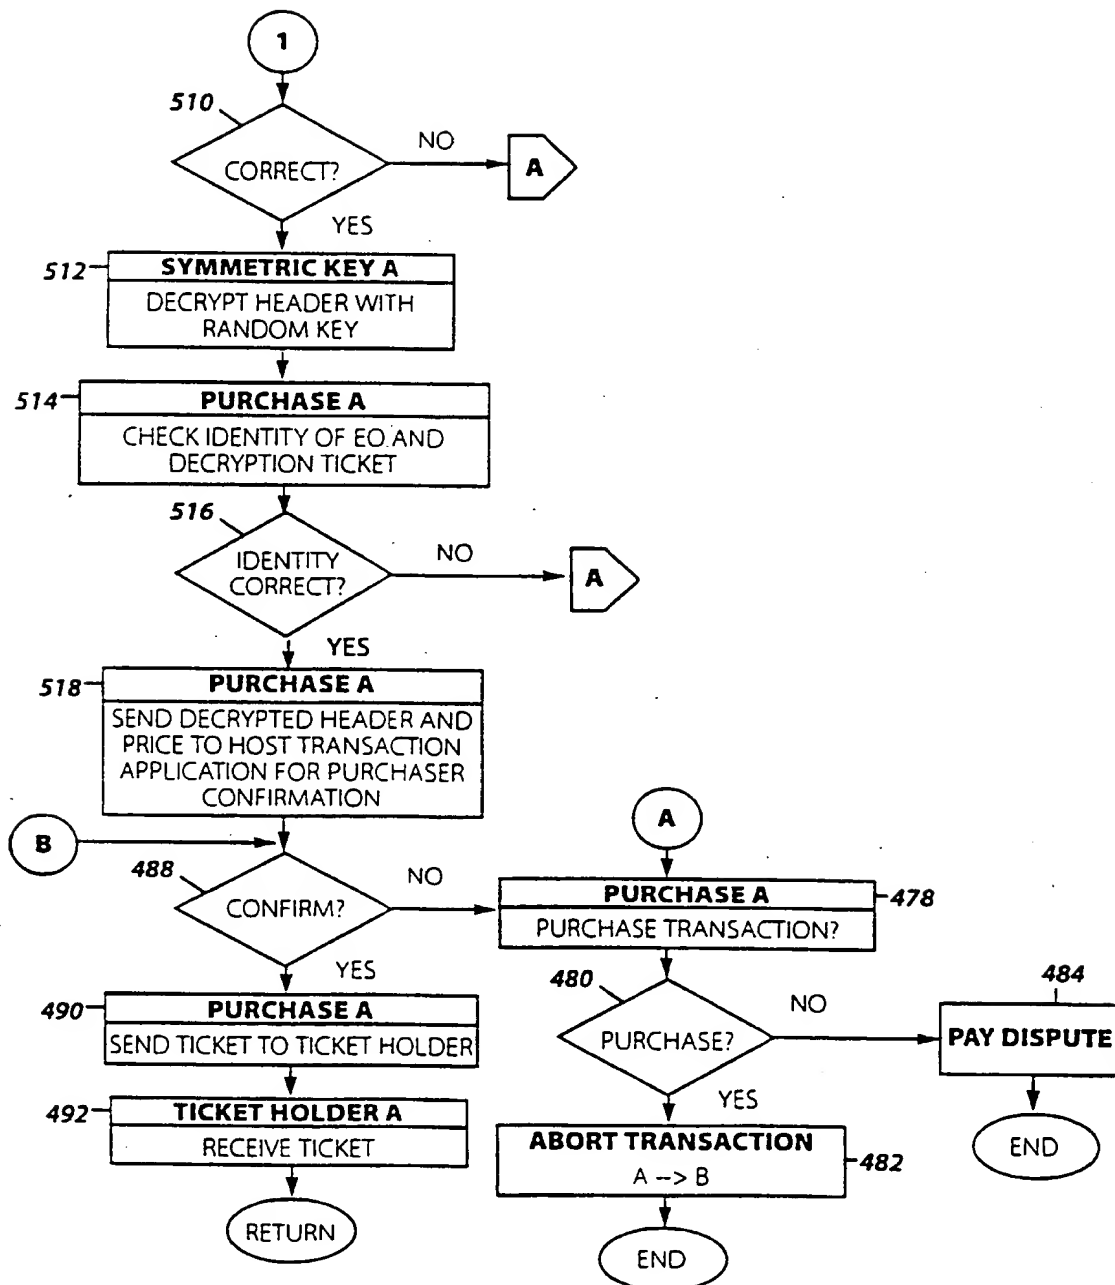 1
510
CORRECT?
NO
A
YES
512
SYMMETRIC KEY A
DECRYPT HEADER WITH
RANDOM KEY
514
PURCHASE A
CHECK IDENTITY OF EO. AND
DECRYPTION TICKET
516
IDENTITY
CORRECT?
NO
A
YES
518
PURCHASE A
SEND DECRYPTED HEADER AND
PRICE TO HOST TRANSACTION
APPLICATION FOR PURCHASER
CONFIRMATION
B
488
CONFIRM?
NO
YES
490
PURCHASE A
SEND TICKET TO TICKET HOLDER
492
TICKET HOLDER A
RECEIVE TICKET
RETURN
A
PURCHASE A
478
PURCHASE TRANSACTION?
480
PURCHASE?
NO
484
PAY DISPUTE
END
YES
ABORT TRANSACTION
A --> B
482
END